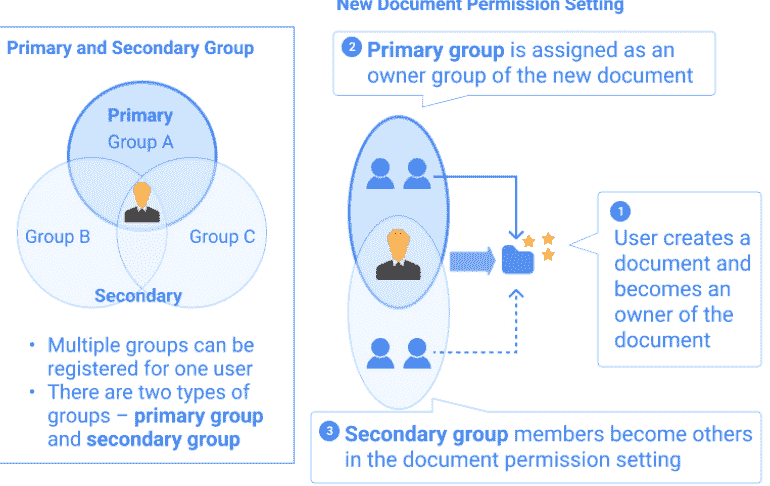 New Document Permission Setting
Primary and Secondary Group
Primary
Group A
Group B
Group C
Secondary
• Multiple groups can be
registered for one user
• There are two types of
groups – primary group
and secondary group
2 Primary group is assigned as an
owner group of the new document
1
User creates a
document and
becomes an
owner of the
document
3 Secondary group members become others
in the document permission setting